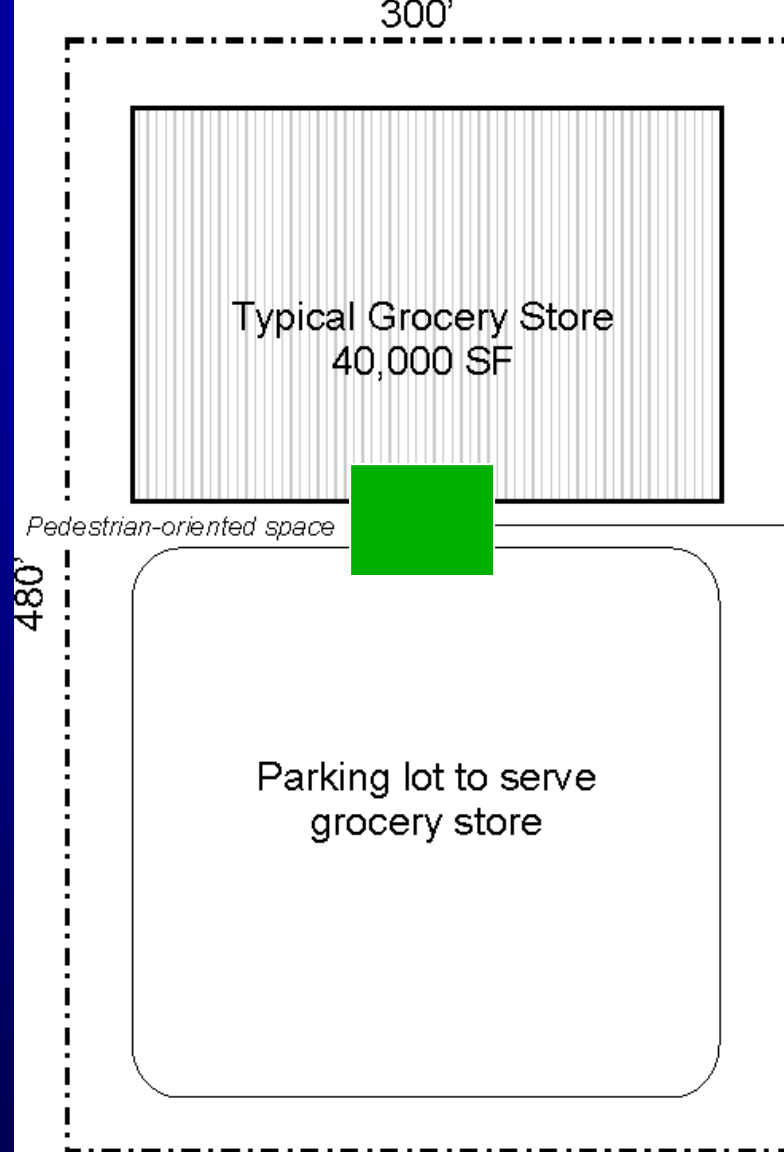 300’
Typical Grocery Store
40,000 SF
Pedestrian-oriented space
480’
Parking lot to serve
grocery store